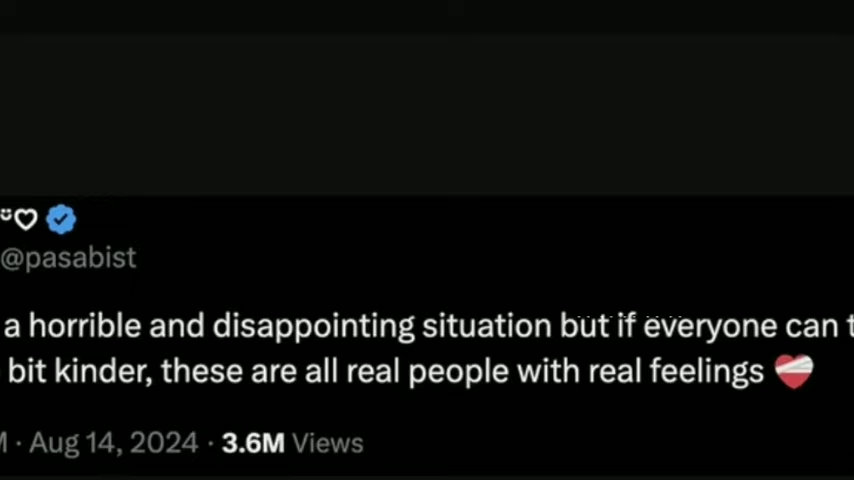 @pasabist
a horrible and disappointing situation but if everyone can
bit kinder, these are all real people with real feelings ❤️‍🩹
· Aug 14, 2024 · 3.6M Views